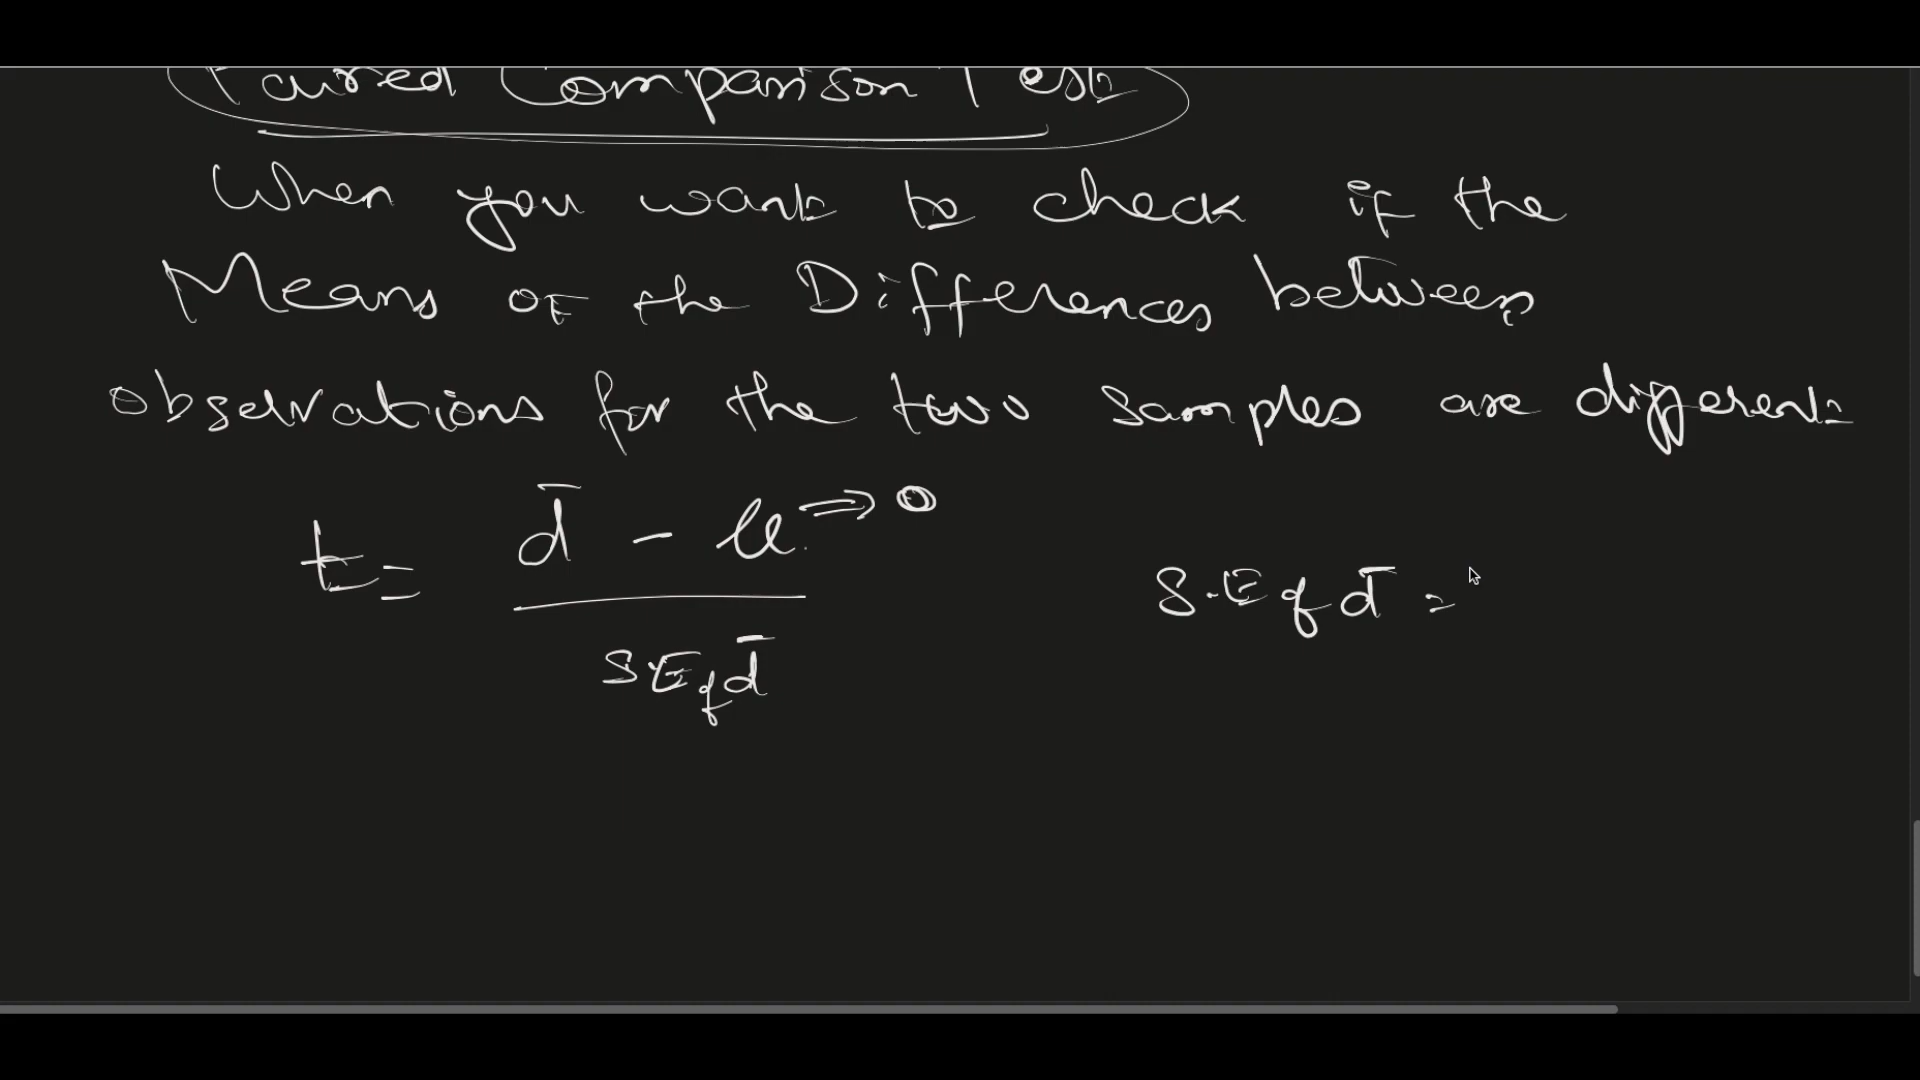 Paired Comparison Test
When you want to check if the
Means of the Differences between
observations for the two samples are different
t = d̄ - μ ⇒ 0
S.E of d̄ =
SE of d̄